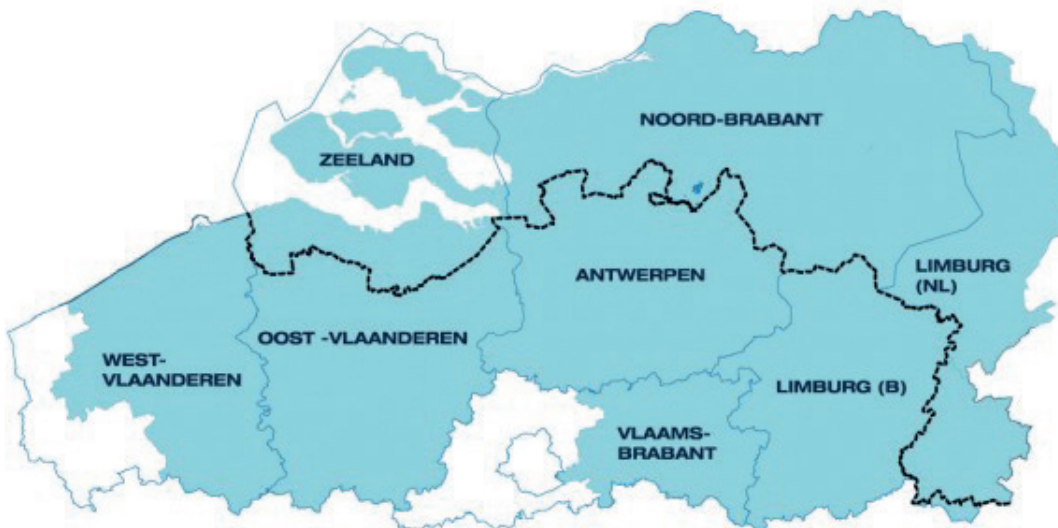 NOORD-BRABANT
ZEELAND
LIMBURG
(NL)
ANTWERPEN
OOST -VLAANDEREN
WEST-
VLAANDEREN
LIMBURG (B)
VLAAMS-
BRABANT